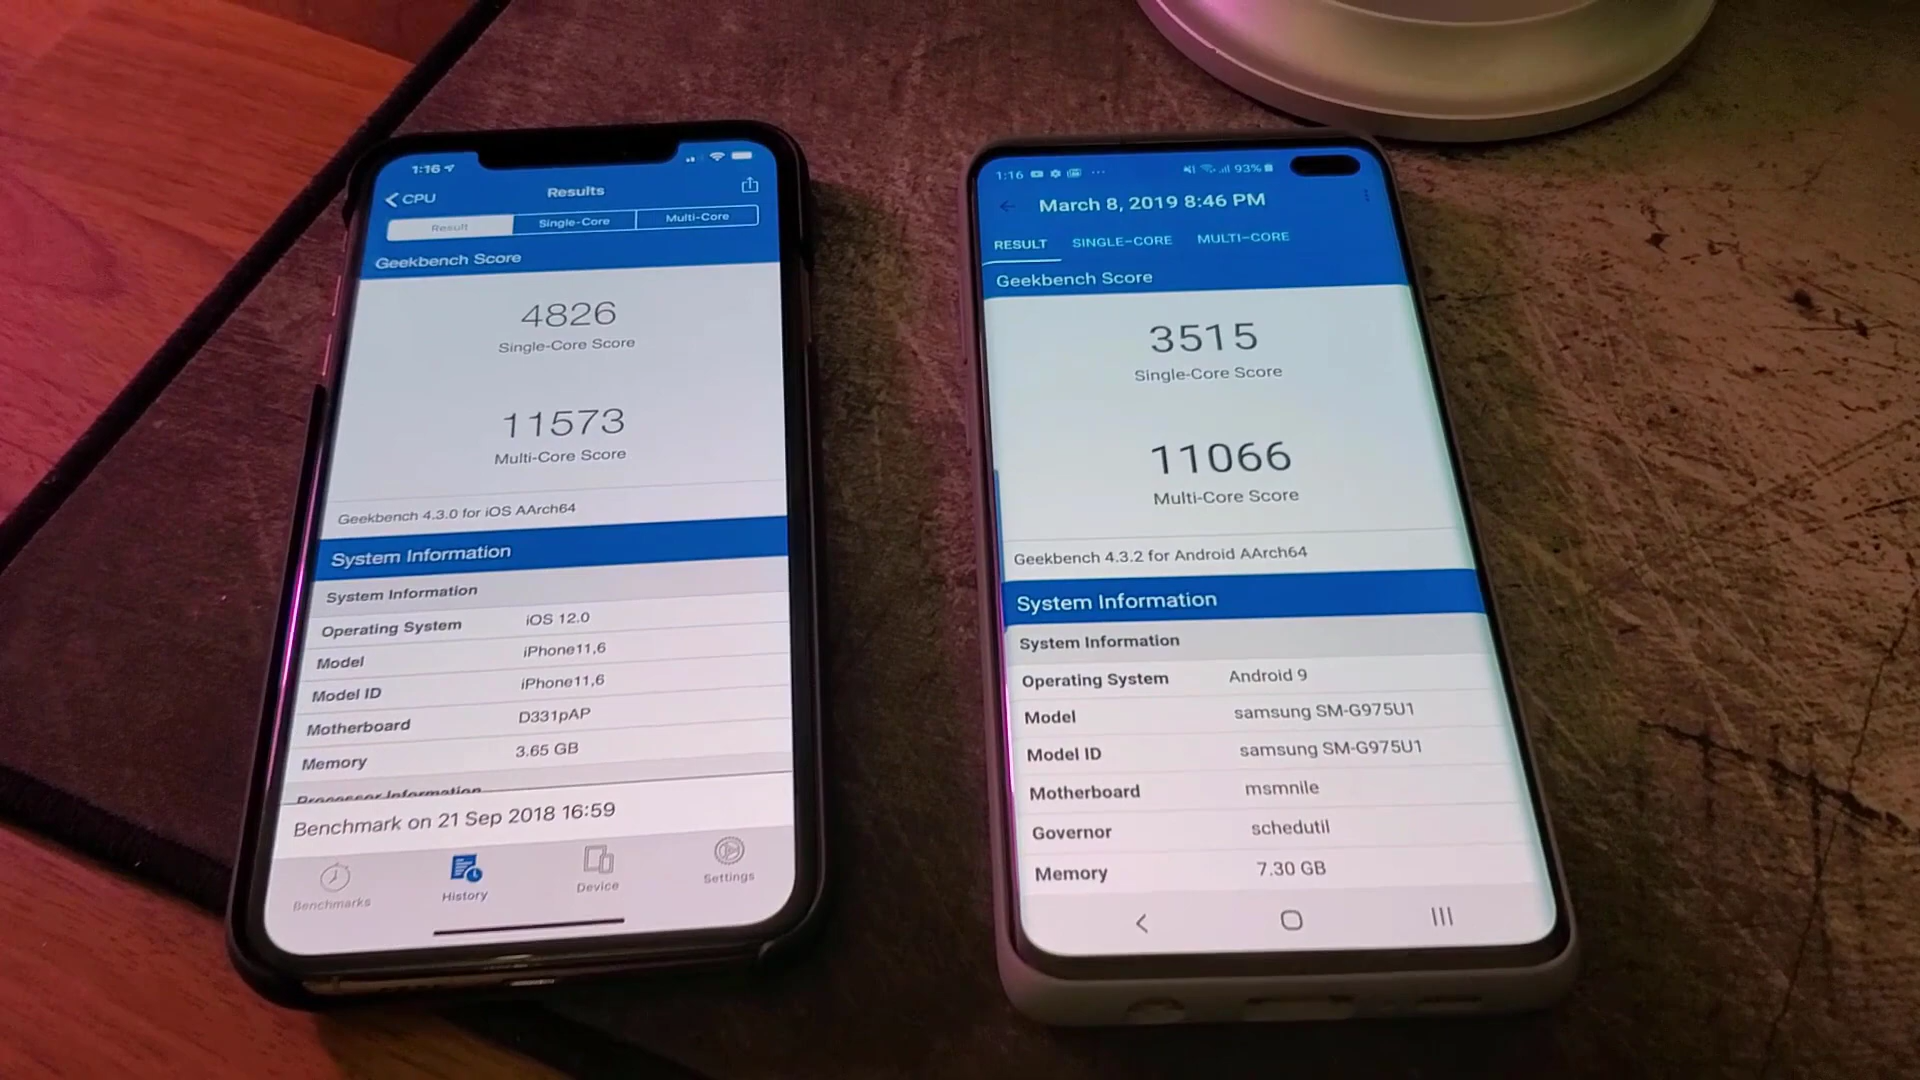 1:16
CPU
Results
Result
Single-Core
Multi-Core
Geekbench Score
4826
Single-Core Score
11573
Multi-Core Score
Geekbench 4.3.0 for iOS AArch64
System Information
System Information
Operating System iOS 12.0
Model iPhone11,6
Model ID iPhone11,6
Motherboard D331pAP
Memory 3.65 GB
Processor Information
Benchmark on 21 Sep 2018 16:59
Benchmarks
History
Device
Settings
1:16 93%
March 8, 2019 8:46 PM
RESULT SINGLE-CORE MULTI-CORE
Geekbench Score
3515
Single-Core Score
11066
Multi-Core Score
Geekbench 4.3.2 for Android AArch64
System Information
System Information
Operating System Android 9
Model samsung SM-G975U1
Model ID samsung SM-G975U1
Motherboard msmnile
Governor schedutil
Memory 7.30 GB